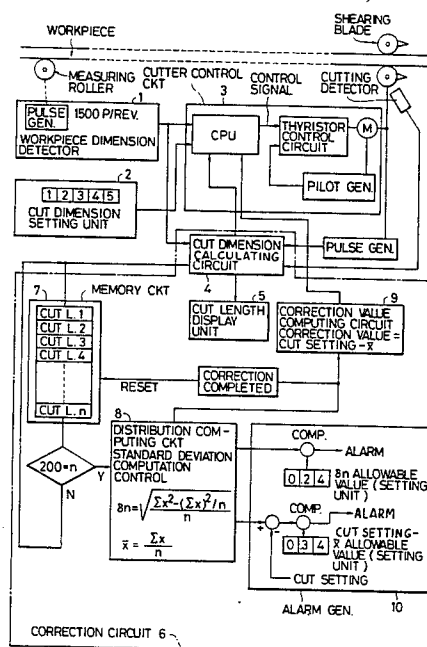 SHEARING
BLADE
WORKPIECE
MEASURING
ROLLER
CUTTER
CONTROL
CKT
CONTROL
SIGNAL
CUTTING
DETECTOR
1
3
PULSE
GEN.
1500 P/REV.
WORKPIECE DIMENSION
DETECTOR
CPU
THYRISTOR
CONTROL
CIRCUIT
M
PILOT GEN.
2
1 2 3 4 5
CUT DIMENSION
SETTING UNIT
CUT DIMENSION
CALCULATING
CIRCUIT
PULSE GEN.
4
5
CUT LENGTH
DISPLAY
UNIT
9
CORRECTION VALUE
COMPUTING CIRCUIT
CORRECTION VALUE=
CUT SETTING-x̄
7
MEMORY CKT
CUT L. 1
CUT L. 2
CUT L. 3
CUT L. 4
CUT L. n
RESET
CORRECTION
COMPLETED
8
DISTRIBUTION COM-
PUTING CKT
STANDARD DEVIATION
COMPUTATION
CONTROL
8n=√(Σx²-(Σx)²/n / n)
x̄ = Σx / n
200=n
Y
N
COMP.
ALARM
0 2 4
8n ALLOWABLE
VALUE (SETTING
UNIT)
COMP.
ALARM
+
-
0 3 4
CUT SETTING-
x̄ ALLOWABLE
VALUE (SETTING
UNIT)
CUT SETTING
ALARM GEN.
10
CORRECTION CIRCUIT 6